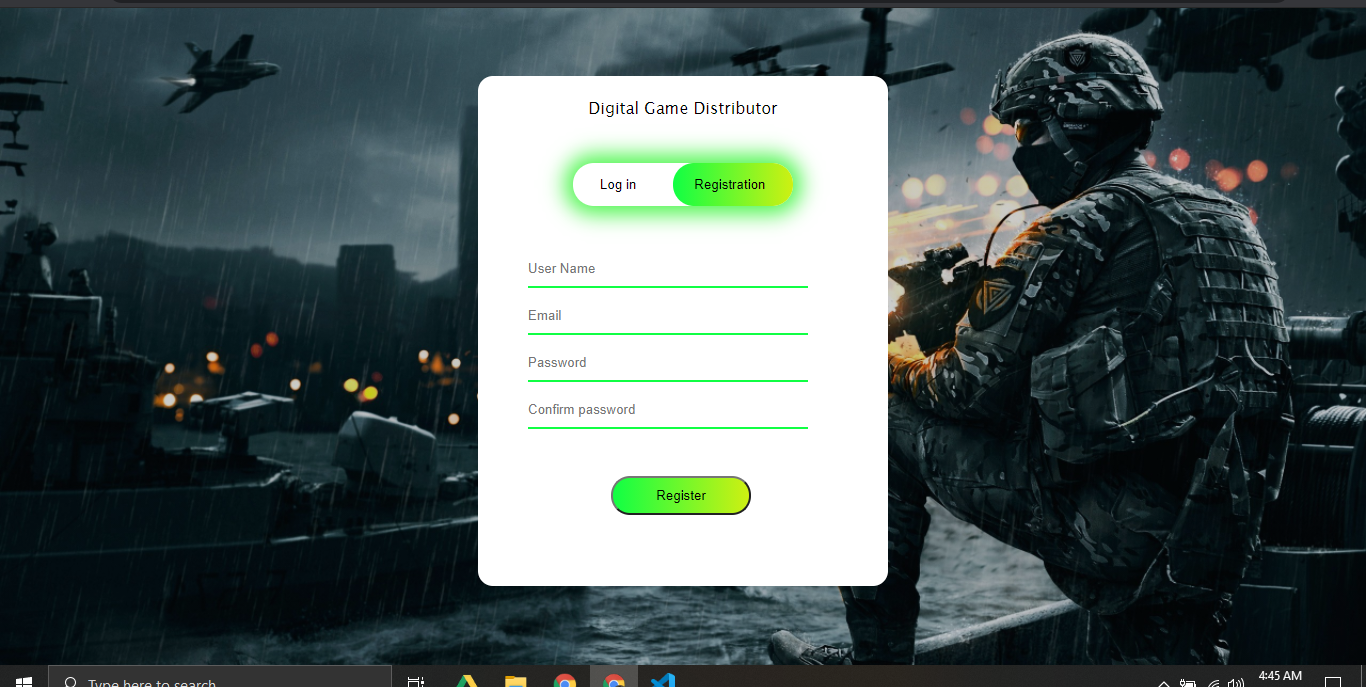 Digital Game Distributor
Log in
Registration
User Name
Email
Password
Confirm password
Register
Type here to search
4:45 AM